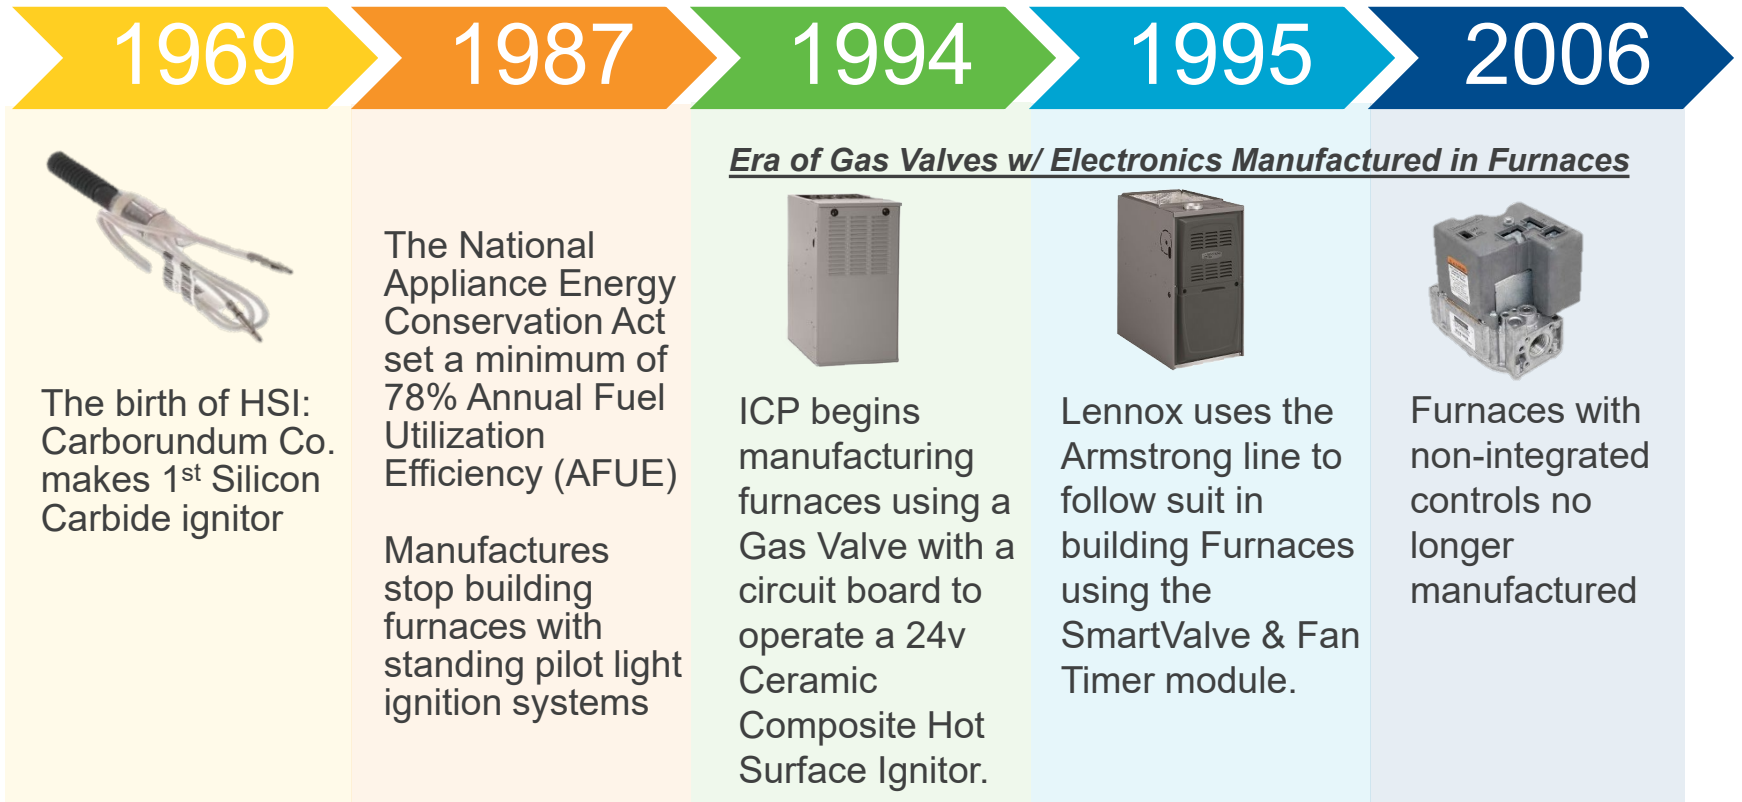 1969
1987
1994
1995
2006
Era of Gas Valves w/ Electronics Manufactured in Furnaces
The birth of HSI:
Carborundum Co.
makes 1st Silicon
Carbide ignitor
The National
Appliance Energy
Conservation Act
set a minimum of
78% Annual Fuel
Utilization
Efficiency (AFUE)
Manufactures
stop building
furnaces with
standing pilot light
ignition systems
ICP begins
manufacturing
furnaces using a
Gas Valve with a
circuit board to
operate a 24v
Ceramic
Composite Hot
Surface Ignitor.
Lennox uses the
Armstrong line to
follow suit in
building Furnaces
using the
SmartValve & Fan
Timer module.
Furnaces with
non-integrated
controls no
longer
manufactured